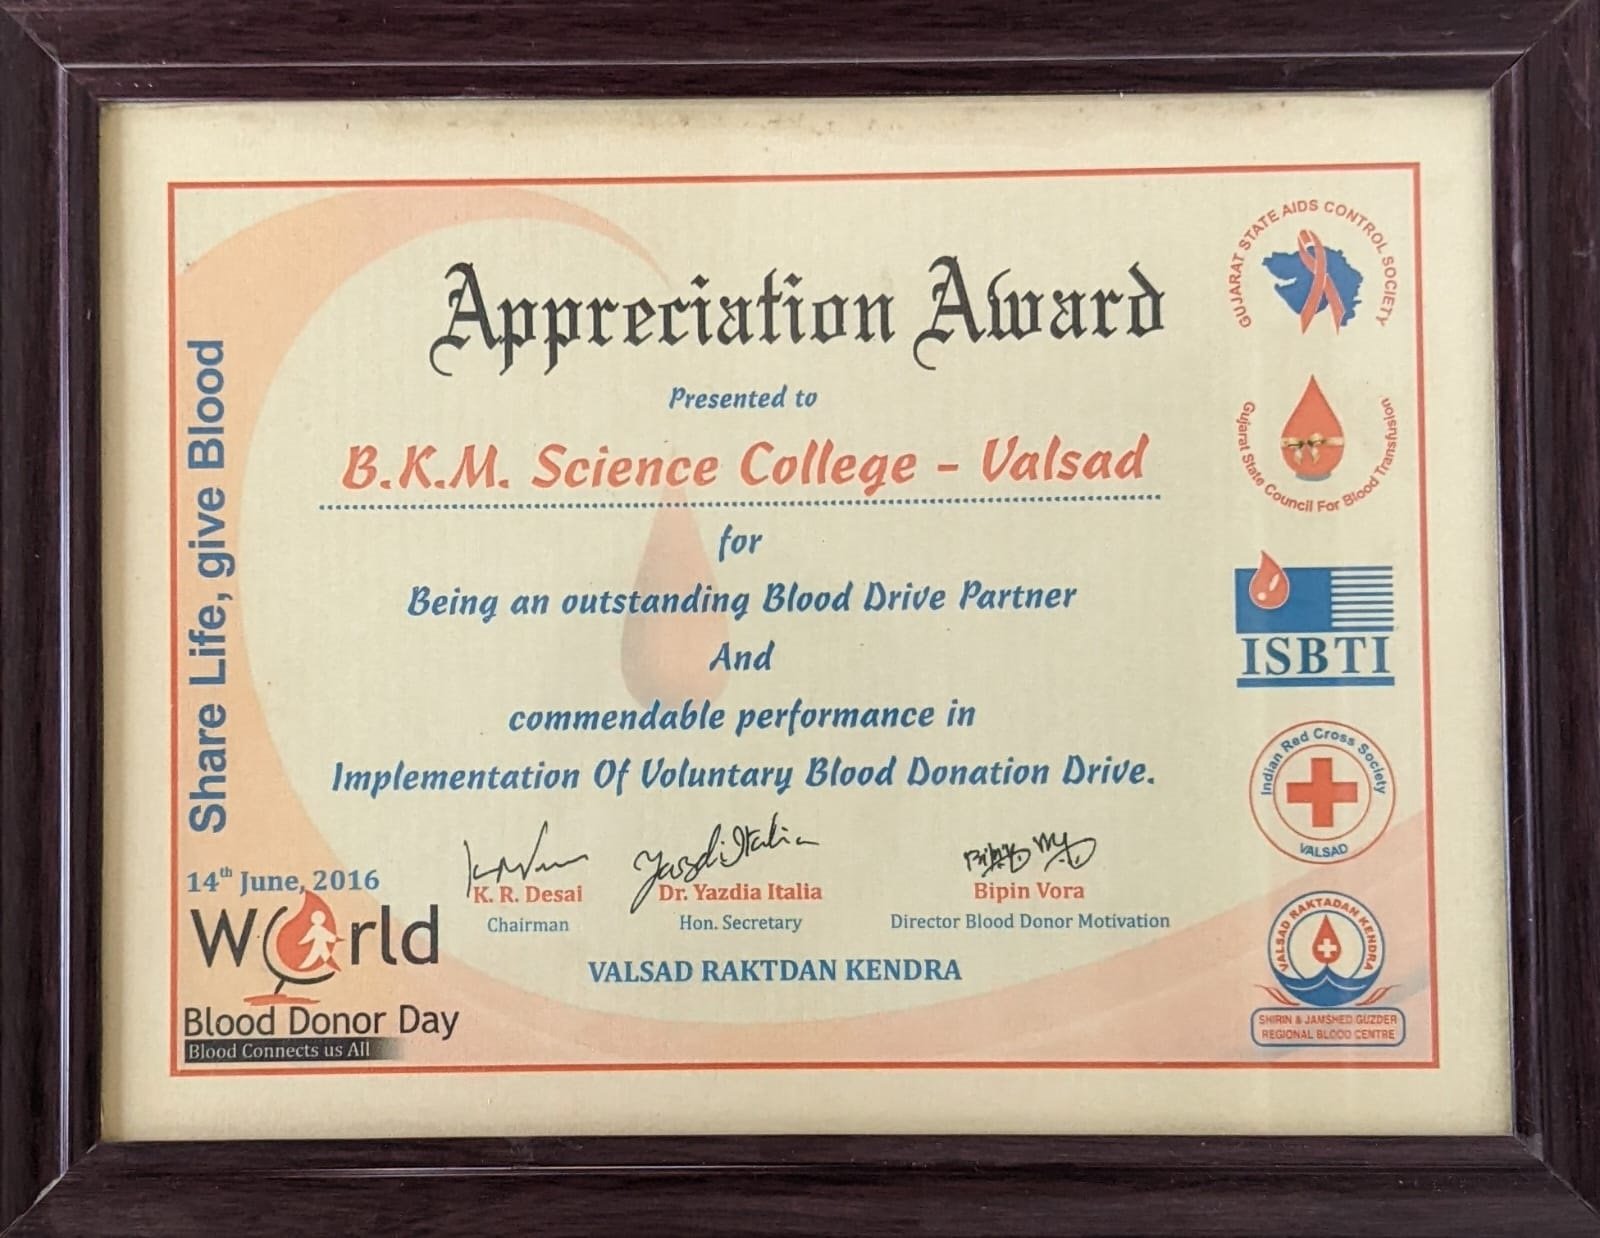 Appreciation Award
Presented to
B.K.M. Science College - Valsad
for
Being an outstanding Blood Drive Partner
And
commendable performance in
Implementation Of Voluntary Blood Donation Drive.
K. R. Desai
Chairman
Yazdi Italia
Dr. Yazdia Italia
Hon. Secretary
Bipin Vora
Director Blood Donor Motivation
VALSAD RAKTDAN KENDRA
Share Life, give Blood
14th June, 2016
World
Blood Donor Day
Blood Connects us All
GUJARAT STATE AIDS CONTROL SOCIETY
Gujarat State Council For Blood Transfusion
ISBTI
Indian Red Cross Society
VALSAD
VALSAD RAKTADAN KENDRA
SHIRIN & JAMSHED GUZDER
REGIONAL BLOOD CENTRE